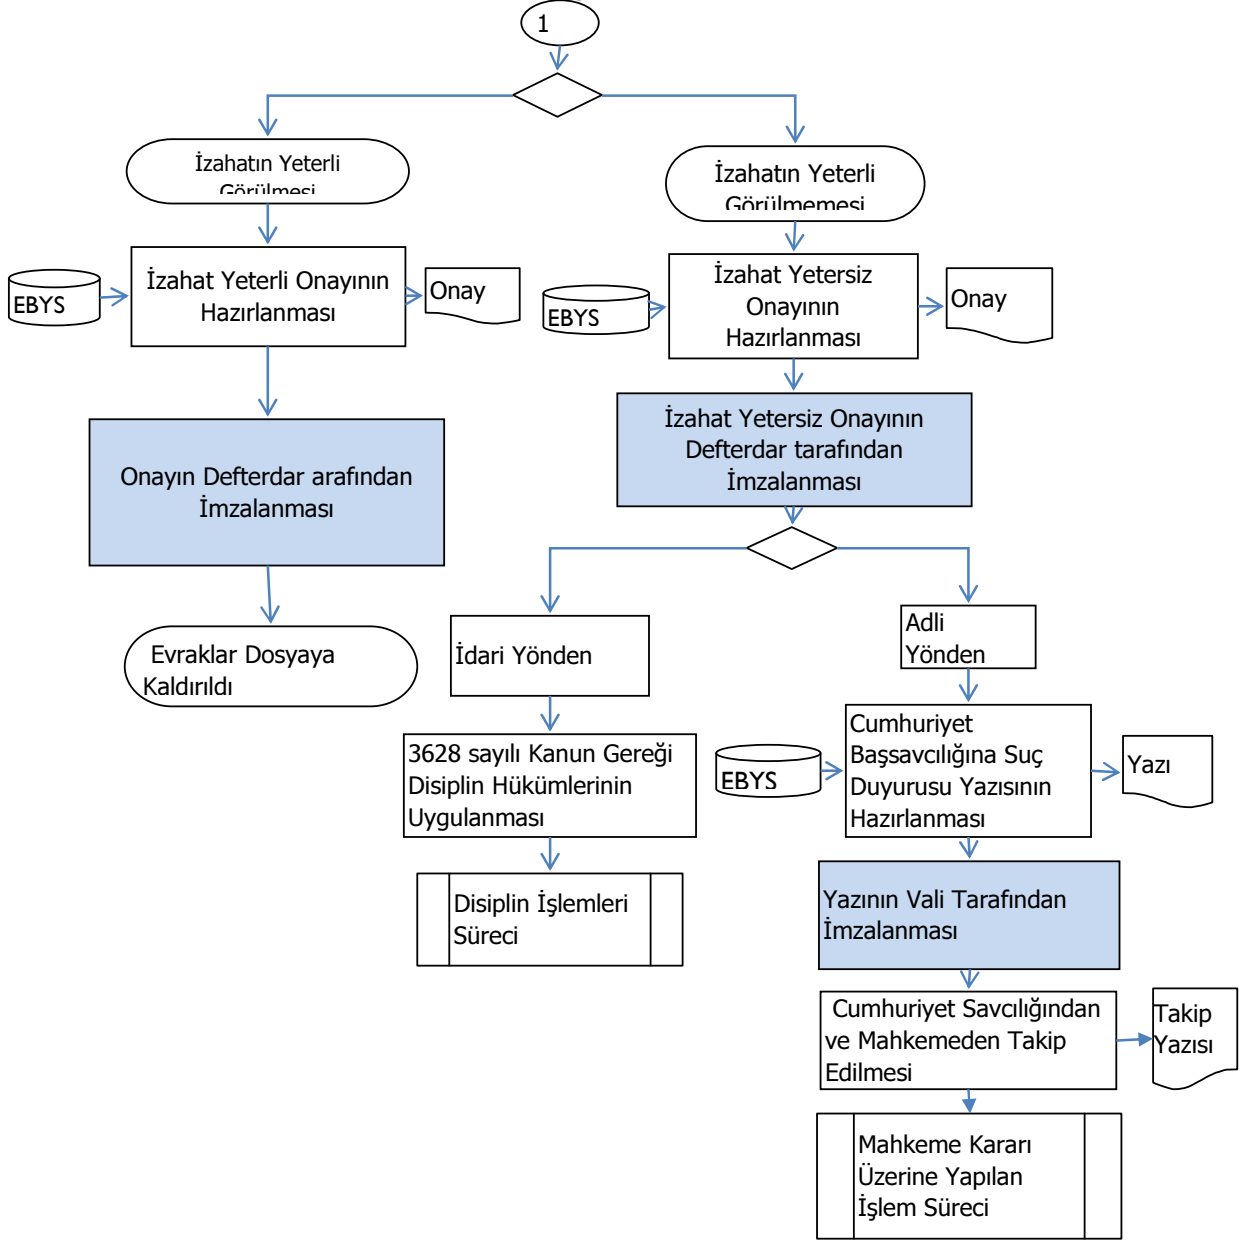 1
İzahatın Yeterli
Görülmesi
İzahatın Yeterli
Görülmemesi
EBYS
İzahat Yeterli Onayının
Hazırlanması
Onay
EBYS
İzahat Yetersiz
Onayının
Hazırlanması
Onay
Onayın Defterdar arafından
İmzalanması
İzahat Yetersiz Onayının
Defterdar tarafından
İmzalanması
Evraklar Dosyaya
Kaldırıldı
İdari Yönden
Adli
Yönden
3628 sayılı Kanun Gereği
Disiplin Hükümlerinin
Uygulanması
EBYS
Cumhuriyet
Başsavcılığına Suç
Duyurusu Yazısının
Hazırlanması
Yazı
Disiplin İşlemleri
Süreci
Yazının Vali Tarafından
İmzalanması
Cumhuriyet Savcılığından
ve Mahkemeden Takip
Edilmesi
Takip
Yazısı
Mahkeme Kararı
Üzerine Yapılan
İşlem Süreci